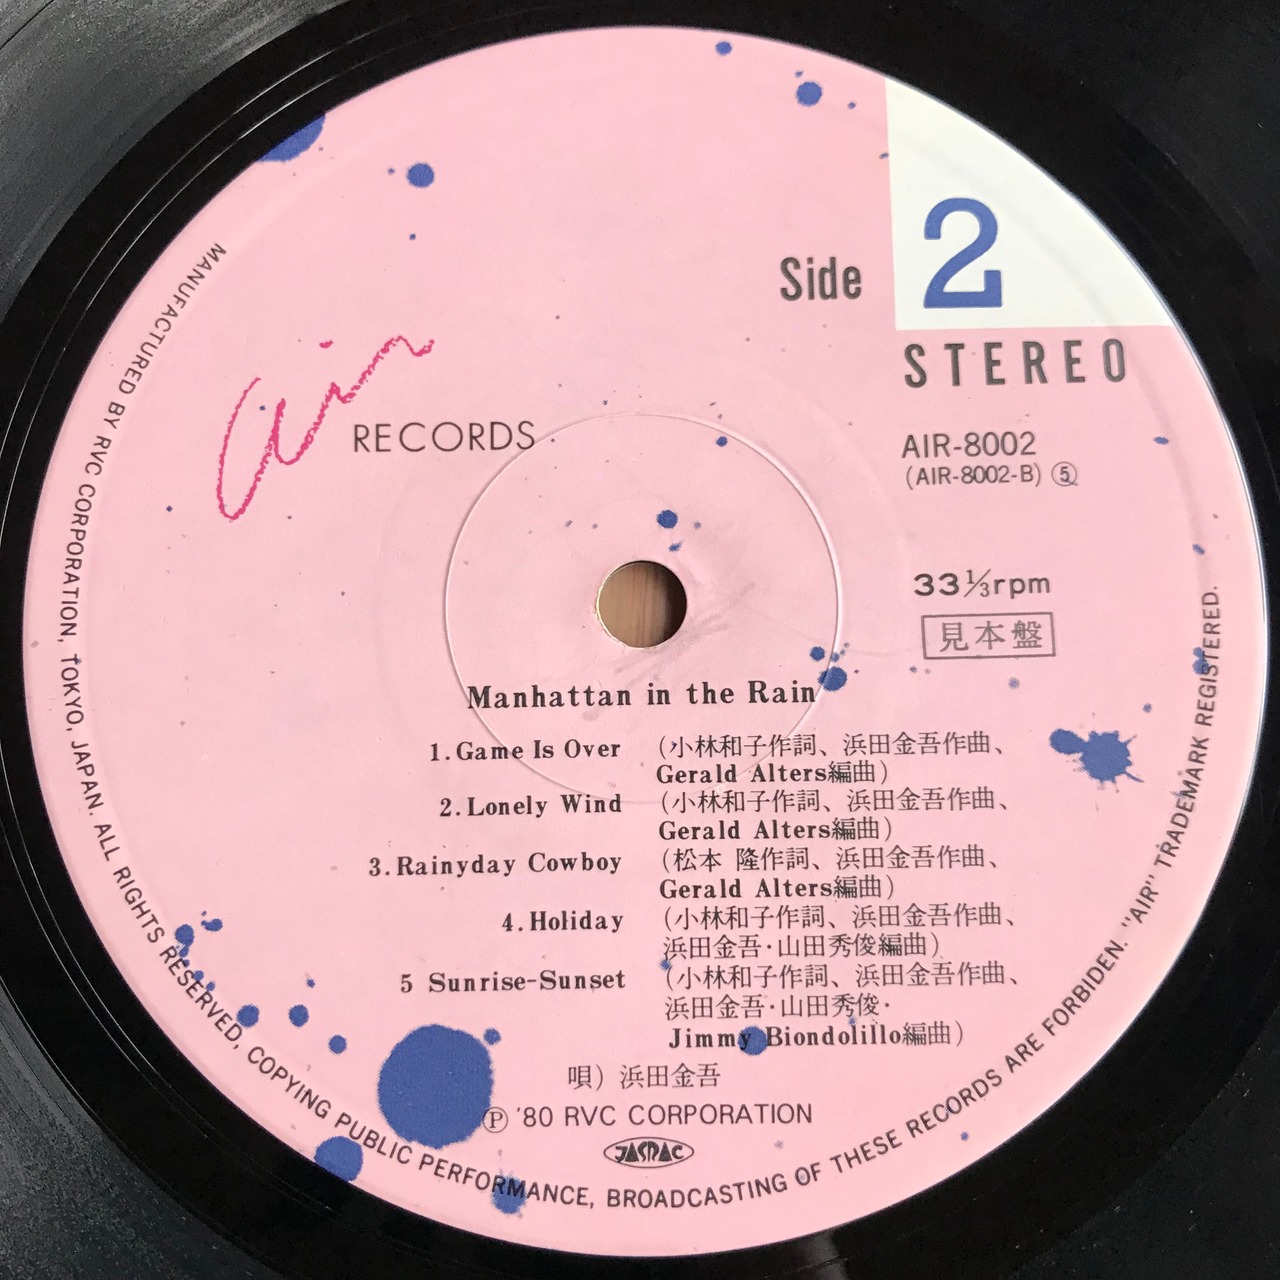 Side 2
STEREO
air RECORDS
AIR-8002
(AIR-8002-B) ⑤
33 1/3 rpm
見本盤
Manhattan in the Rain
1. Game Is Over (小林和子作詞、浜田金吾作曲、
Gerald Alters編曲)
2. Lonely Wind (小林和子作詞、浜田金吾作曲、
Gerald Alters編曲)
3. Rainyday Cowboy (松本 隆作詞、浜田金吾作曲、
Gerald Alters編曲)
4. Holiday (小林和子作詞、浜田金吾作曲、
浜田金吾・山田秀俊編曲)
5 Sunrise-Sunset (小林和子作詞、浜田金吾作曲、
浜田金吾・山田秀俊・
Jimmy Biondolillo編曲)
唄) 浜田金吾
Ⓟ '80 RVC CORPORATION
JASRAC
MANUFACTURED BY RVC CORPORATION, TOKYO, JAPAN. ALL RIGHTS RESERVED, COPYING PUBLIC PERFORMANCE, BROADCASTING OF THESE RECORDS ARE FORBIDEN. "AIR" TRADEMARK REGISTERED.